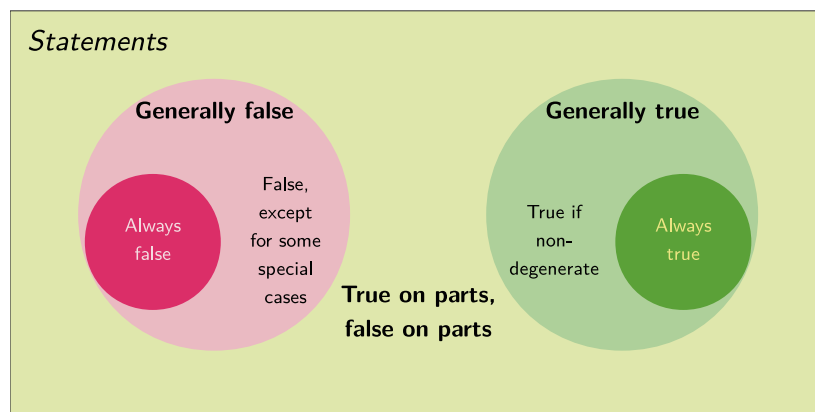 Statements
Generally false
False,
except
for some
special
cases
Always
false
Generally true
True if
non-
degenerate
Always
true
True on parts,
false on parts